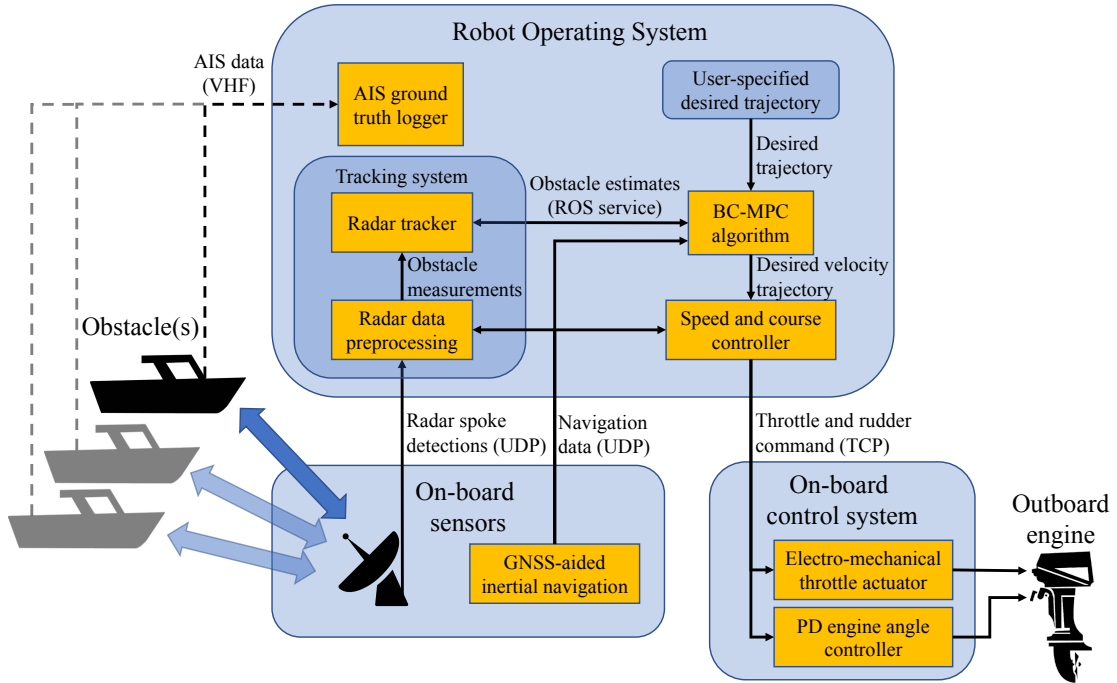 Robot Operating System
AIS data
(VHF)
AIS ground
truth logger
User-specified
desired trajectory
Desired
trajectory
Tracking system
Obstacle estimates
(ROS service)
Radar tracker
BC-MPC
algorithm
Obstacle
measurements
Desired velocity
trajectory
Obstacle(s)
Radar data
preprocessing
Speed and course
controller
Radar spoke
detections (UDP)
Navigation
data (UDP)
Throttle and rudder
command (TCP)
On-board
sensors
On-board
control system
Outboard
engine
GNSS-aided
inertial navigation
Electro-mechanical
throttle actuator
PD engine angle
controller